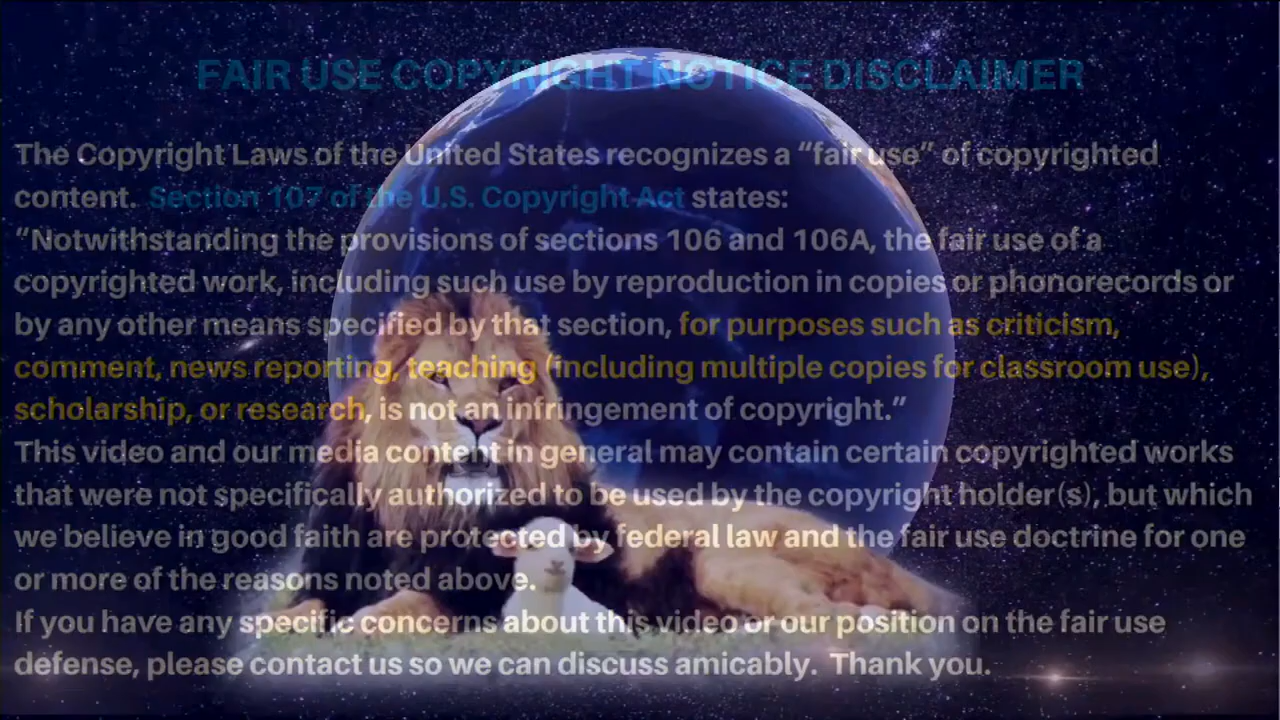 FAIR USE COPYRIGHT NOTICE DISCLAIMER
The Copyright Laws of the United States recognizes a “fair use” of copyrighted
content. Section 107 of the U.S. Copyright Act states:
“Notwithstanding the provisions of sections 106 and 106A, the fair use of a
copyrighted work, including such use by reproduction in copies or phonorecords or
by any other means specified by that section, for purposes such as criticism,
comment, news reporting, teaching (including multiple copies for classroom use),
scholarship, or research, is not an infringement of copyright.”
This video and our media content in general may contain certain copyrighted works
that were not specifically authorized to be used by the copyright holder(s), but which
we believe in good faith are protected by federal law and the fair use doctrine for one
or more of the reasons noted above.
If you have any specific concerns about this video or our position on the fair use
defense, please contact us so we can discuss amicably. Thank you.